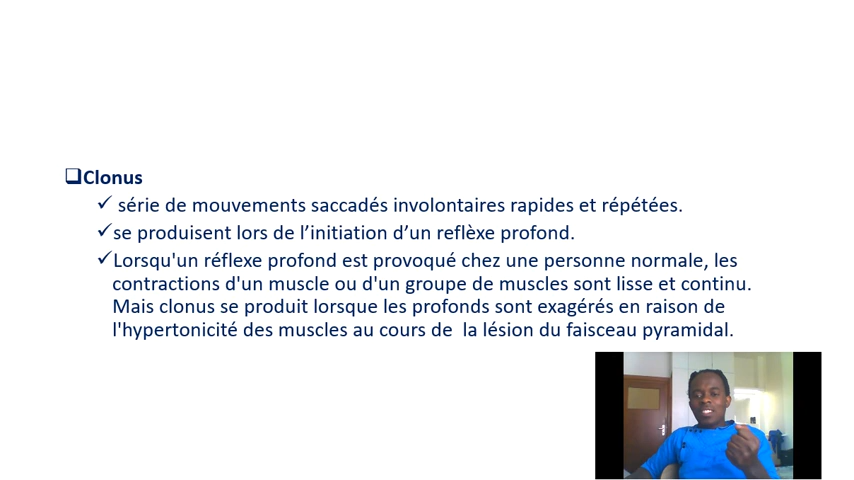 Clonus
série de mouvements saccadés involontaires rapides et répétées.
se produisent lors de l’initiation d’un reflèxe profond.
Lorsqu'un réflexe profond est provoqué chez une personne normale, les
contractions d'un muscle ou d'un groupe de muscles sont lisse et continu.
Mais clonus se produit lorsque les profonds sont exagérés en raison de
l'hypertonicité des muscles au cours de la lésion du faisceau pyramidal.